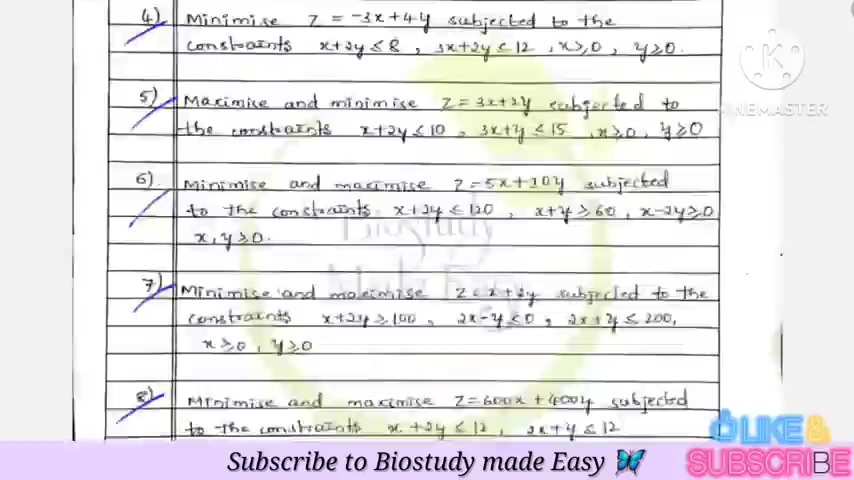 4) Minimise Z = -3x+4y subjected to the
constraints x+2y≤8, 3x+2y≤12, x≥0, y≥0.
5) Maximise and minimise Z=3x+2y subjected to
the constraints x+2y≤10, 3x+y≤15, x≥0, y≥0
6). Minimise and maximise Z=5x+10y subjected
to the constraints x+2y≤120, x+y≥60, x-2y≥0
x, y≥0.
7) Minimise and maximise Z=x+2y subjected to the
constraints x+2y≥100, 2x-y≤0, 2x+y≤200,
x≥0, y≥0
8) Minimise and maximise Z=600x+400y subjected
to the constraints x+2y≤12, 2x+y≤12
KINEMASTER
Biostudy
Made Easy
LIKE &
SUBSCRIBE
Subscribe to Biostudy made Easy 🦋